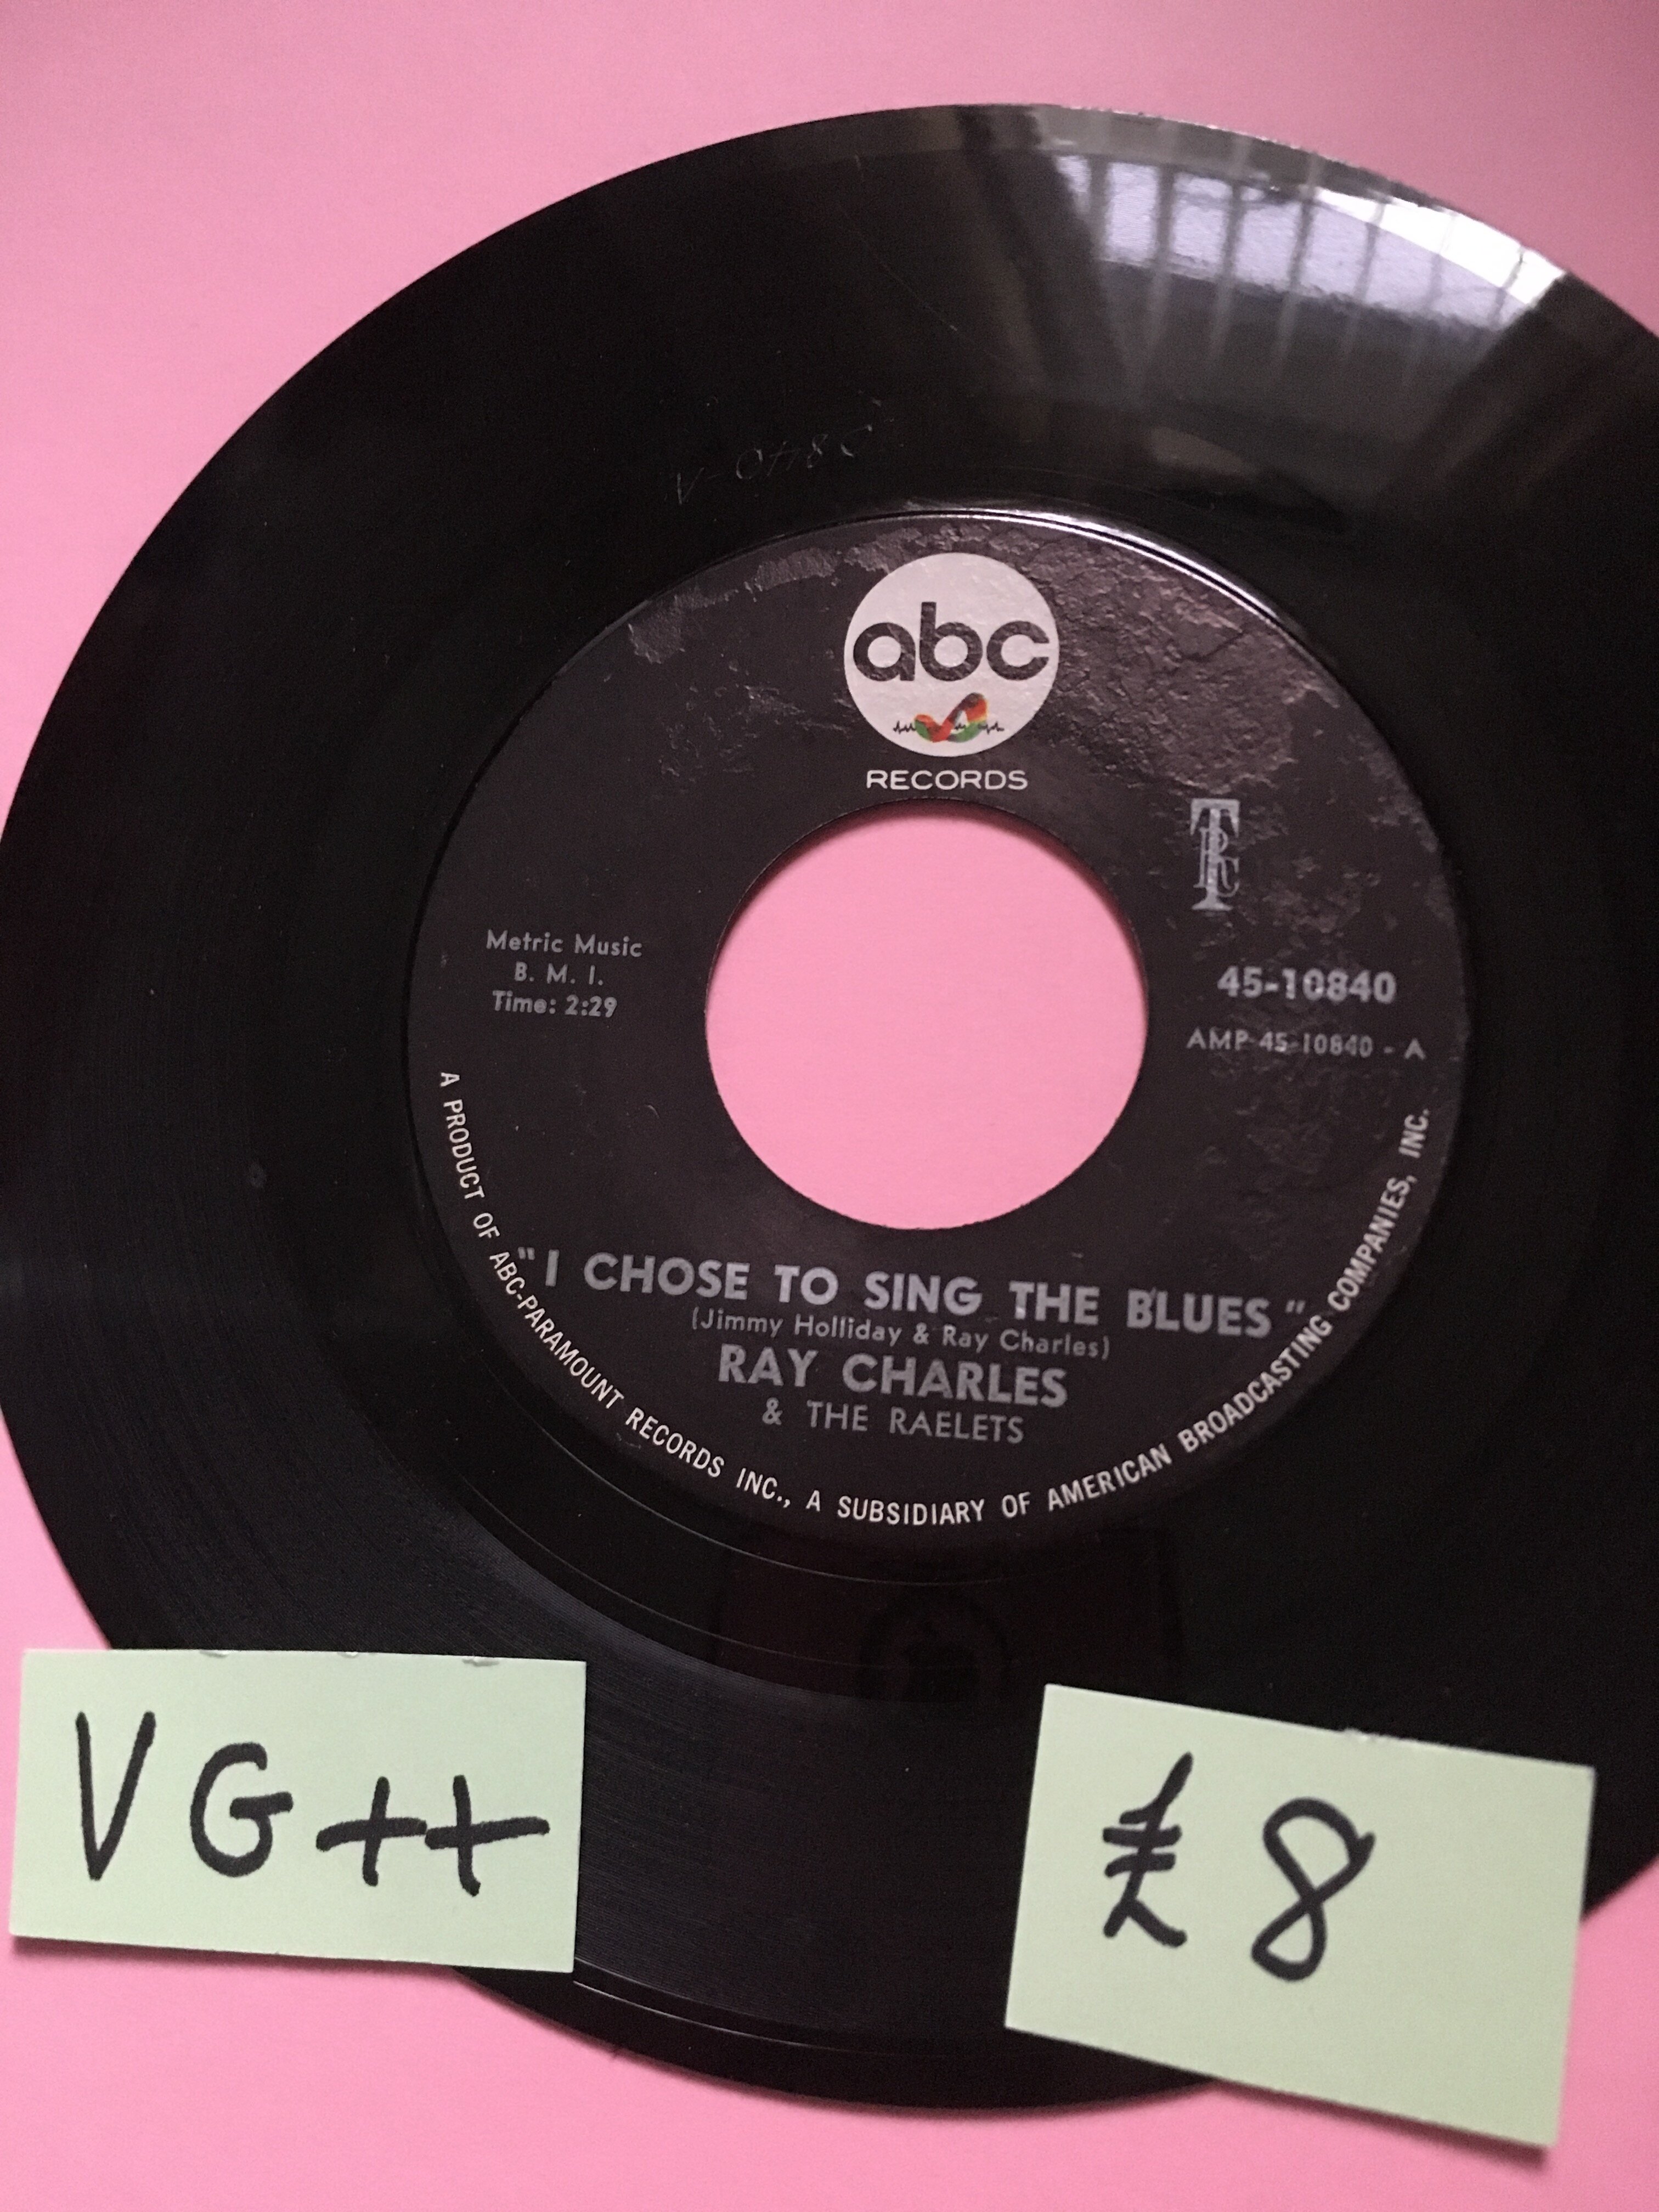 abc
RECORDS
TRC
Metric Music
B. M. I.
Time: 2:29
45-10840
AMP-45-10840 - A
"I CHOSE TO SING THE BLUES"
(Jimmy Holliday & Ray Charles)
RAY CHARLES
& THE RAELETS
A PRODUCT OF ABC-PARAMOUNT RECORDS INC., A SUBSIDIARY OF AMERICAN BROADCASTING COMPANIES, INC.
VG++
£8